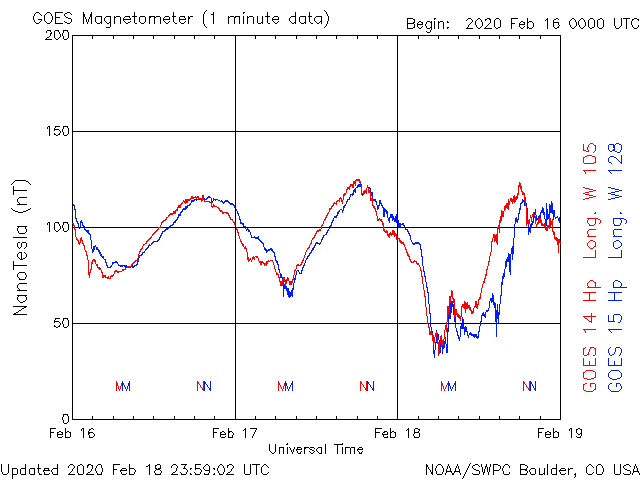 GOES Magnetometer (1 minute data)
Begin: 2020 Feb 16 0000 UTC
200
150
100
50
0
NanoTesla (nT)
GOES 14 Hp Long. W 105
GOES 15 Hp Long. W 128
M M N N M M N N M M N N
Feb 16 Feb 17 Feb 18 Feb 19
Universal Time
Updated 2020 Feb 18 23:59:02 UTC
NOAA/SWPC Boulder, CO USA